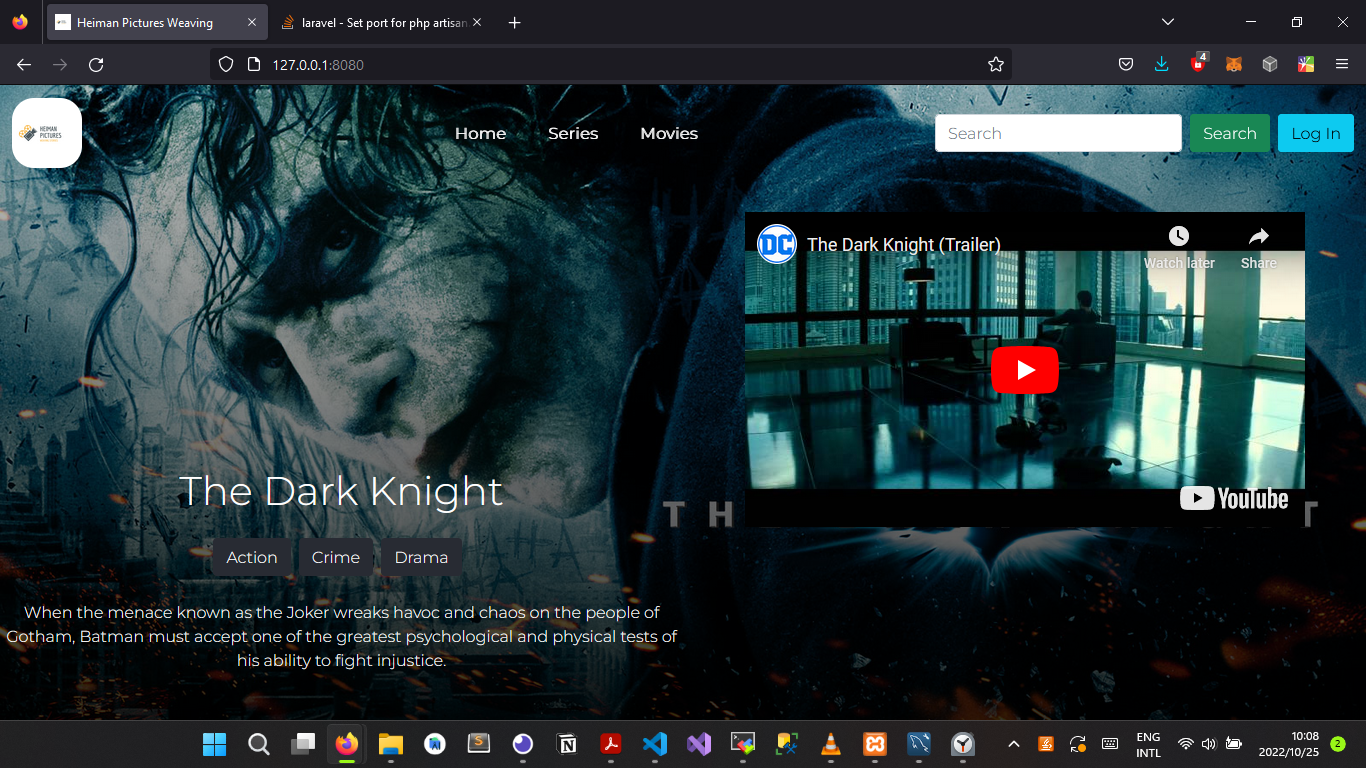 Heiman Pictures Weaving
laravel - Set port for php artisan
127.0.0.1:8080
4
HEIMAN
PICTURES
Home
Series
Movies
Search
Search
Log In
DC
The Dark Knight (Trailer)
Watch later
Share
YouTube
T H
T
The Dark Knight
Action
Crime
Drama
When the menace known as the Joker wreaks havoc and chaos on the people of
Gotham, Batman must accept one of the greatest psychological and physical tests of
his ability to fight injustice.
ENG
INTL
10:08
2022/10/25
2